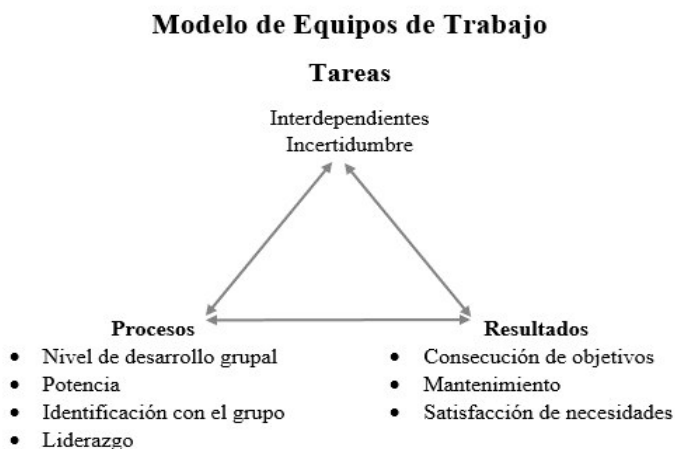 Modelo de Equipos de Trabajo
Tareas
Interdependientes
Incertidumbre
Procesos
• Nivel de desarrollo grupal
• Potencia
• Identificación con el grupo
• Liderazgo
Resultados
• Consecución de objetivos
• Mantenimiento
• Satisfacción de necesidades